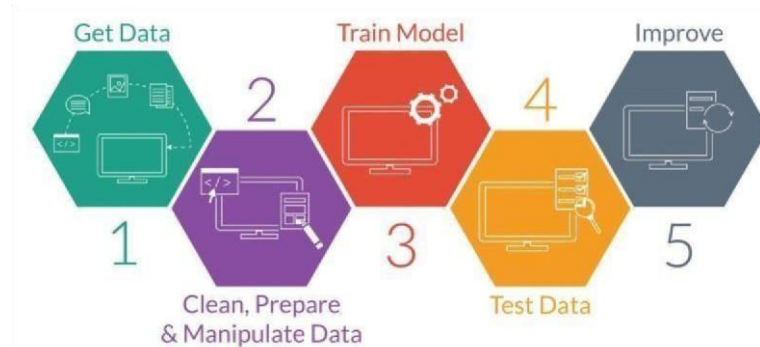 Get Data
1
2
Clean, Prepare
& Manipulate Data
Train Model
3
4
Test Data
Improve
5
</>
</>